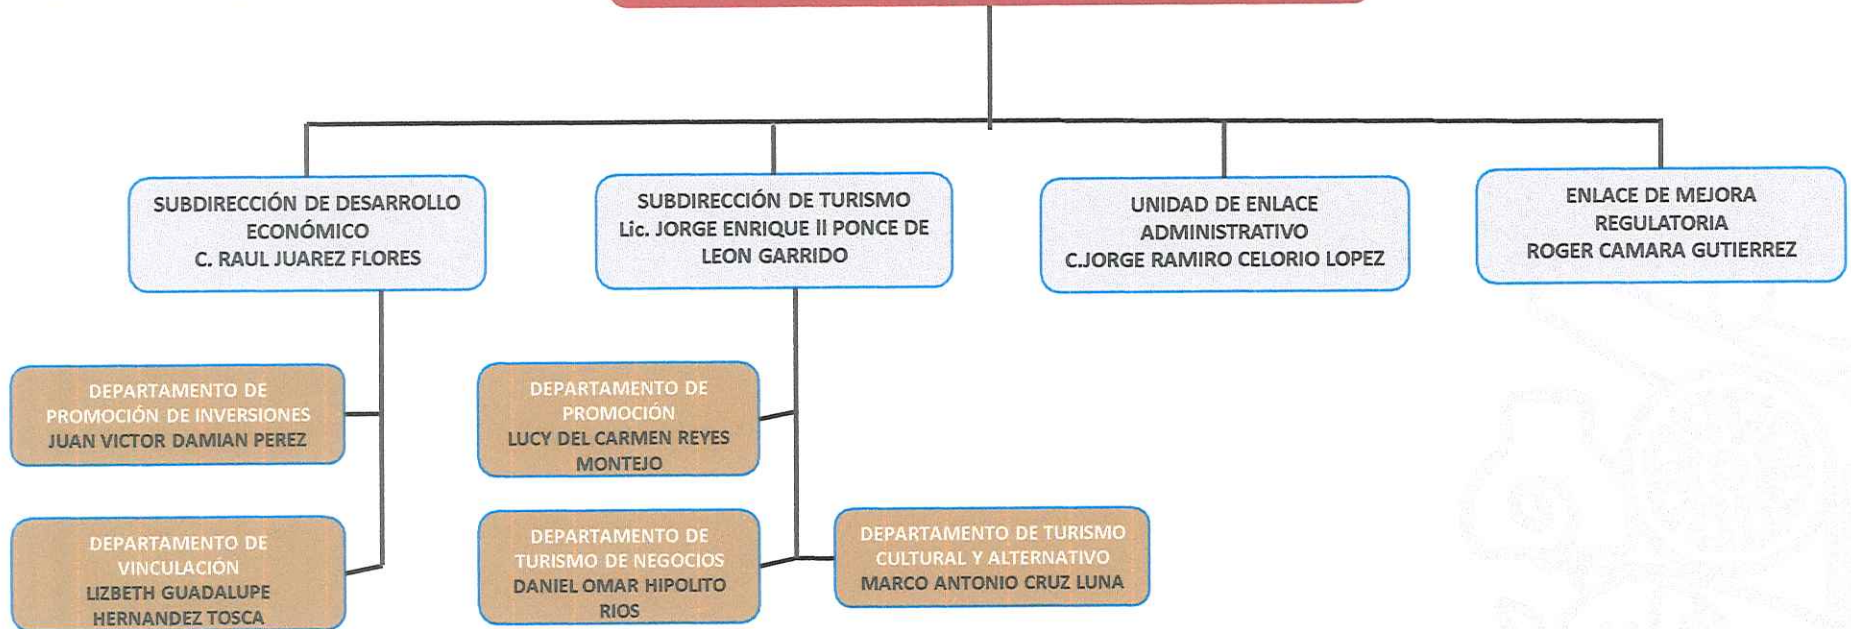 SUBDIRECCIÓN DE DESARROLLO
ECONÓMICO
C. RAUL JUAREZ FLORES
SUBDIRECCIÓN DE TURISMO
Lic. JORGE ENRIQUE II PONCE DE
LEON GARRIDO
UNIDAD DE ENLACE
ADMINISTRATIVO
C.JORGE RAMIRO CELORIO LOPEZ
ENLACE DE MEJORA
REGULATORIA
ROGER CAMARA GUTIERREZ
DEPARTAMENTO DE
PROMOCIÓN DE INVERSIONES
JUAN VICTOR DAMIAN PEREZ
DEPARTAMENTO DE
PROMOCIÓN
LUCY DEL CARMEN REYES
MONTEJO
DEPARTAMENTO DE
VINCULACIÓN
LIZBETH GUADALUPE
HERNANDEZ TOSCA
DEPARTAMENTO DE
TURISMO DE NEGOCIOS
DANIEL OMAR HIPOLITO
RIOS
DEPARTAMENTO DE TURISMO
CULTURAL Y ALTERNATIVO
MARCO ANTONIO CRUZ LUNA